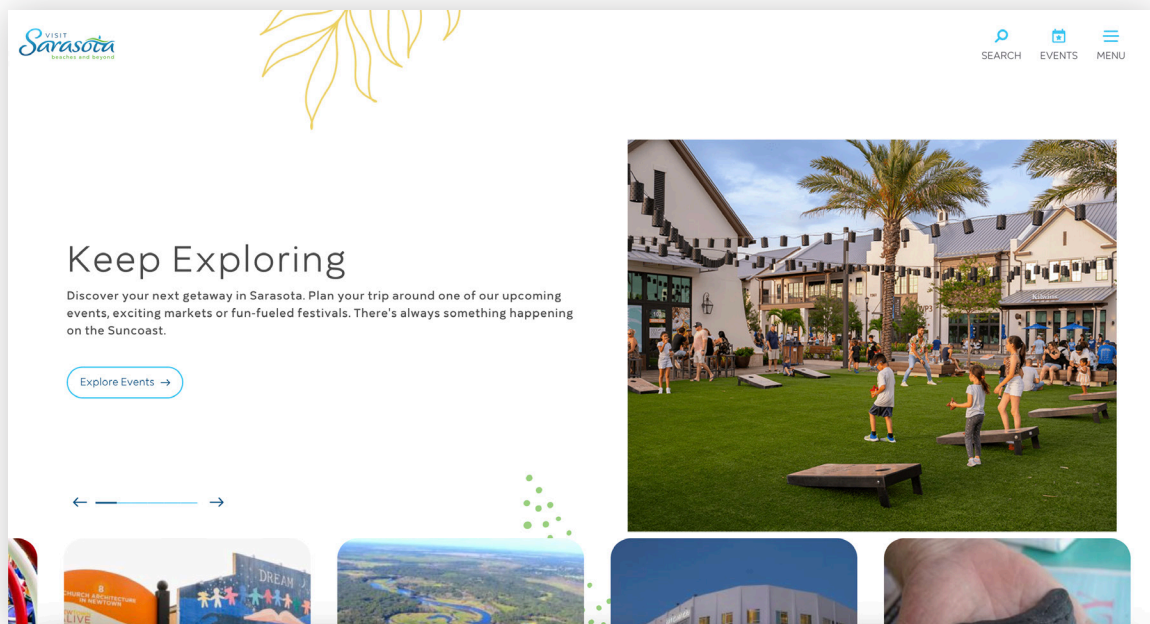 VISIT
Sarasota
beaches and beyond
SEARCH
EVENTS
MENU
Keep Exploring
Discover your next getaway in Sarasota. Plan your trip around one of our upcoming
events, exciting markets or fun-fueled festivals. There's always something happening
on the Suncoast.
Explore Events
Kilwins
B
CHURCH ARCHITECTURE
IN NEWTOWN
LIVE
DREAM